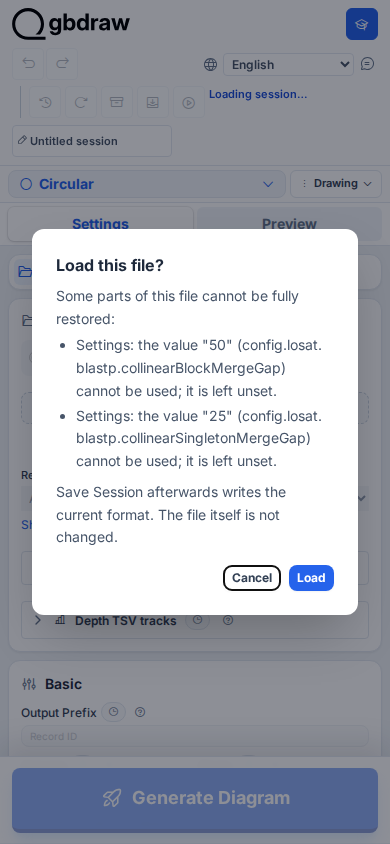 gbdraw
English
Loading session...
Untitled session
Circular
Drawing
Settings
Preview
Load this file?
Some parts of this file cannot be fully
restored:
Settings: the value "50" (config.losat.
blastp.collinearBlockMergeGap)
cannot be used; it is left unset.
Settings: the value "25" (config.losat.
blastp.collinearSingletonMergeGap)
cannot be used; it is left unset.
Save Session afterwards writes the
current format. The file itself is not
changed.
Cancel
Load
Depth TSV tracks
Basic
Output Prefix
Record ID
Generate Diagram